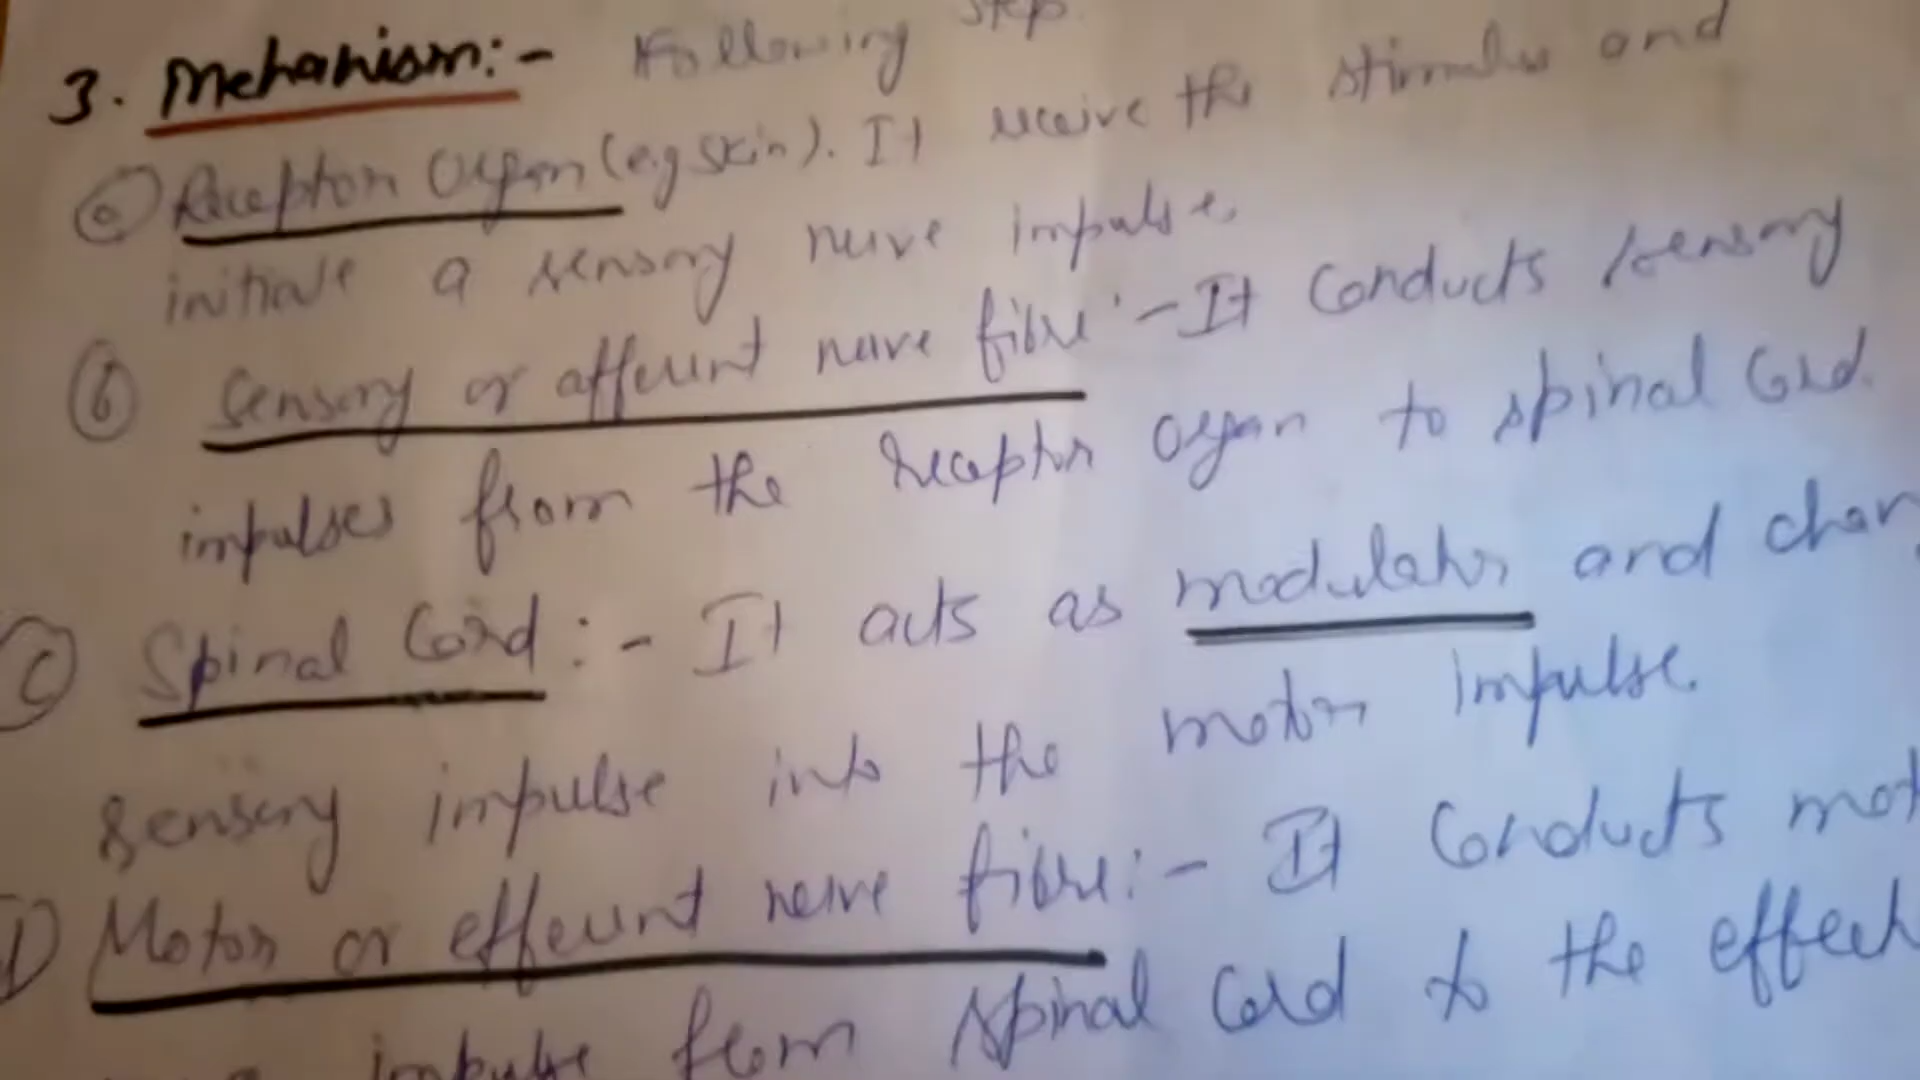 3. Mehanism:- Following step
a Receptor Organ (eg skin). It receive the stimulus and
initiate a sensory nerve impulse.
b Sensory or afferent nerve fibre :- It Conducts sensory
impulses from the receptor Organ to spinal Cord.
C Spinal Cord :- It acts as modulator and chan
sensory impulse into the motor impulse.
Motor or efferent nerve fibre :- It Conducts mot
impulse from spinal Cord to the effect